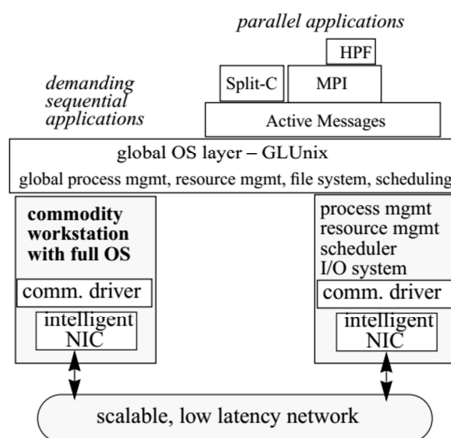 parallel applications
HPF
demanding
sequential
applications
Split-C
MPI
Active Messages
global OS layer – GLUnix
global process mgmt, resource mgmt, file system, scheduling
commodity
workstation
with full OS
comm. driver
intelligent
NIC
process mgmt
resource mgmt
scheduler
I/O system
comm. driver
intelligent
NIC
scalable, low latency network